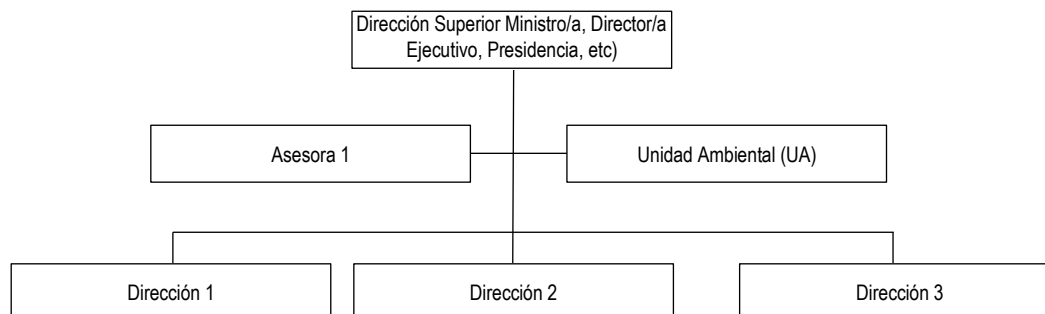 Dirección Superior Ministro/a, Director/a
Ejecutivo, Presidencia, etc)
Asesora 1
Unidad Ambiental (UA)
Dirección 1
Dirección 2
Dirección 3